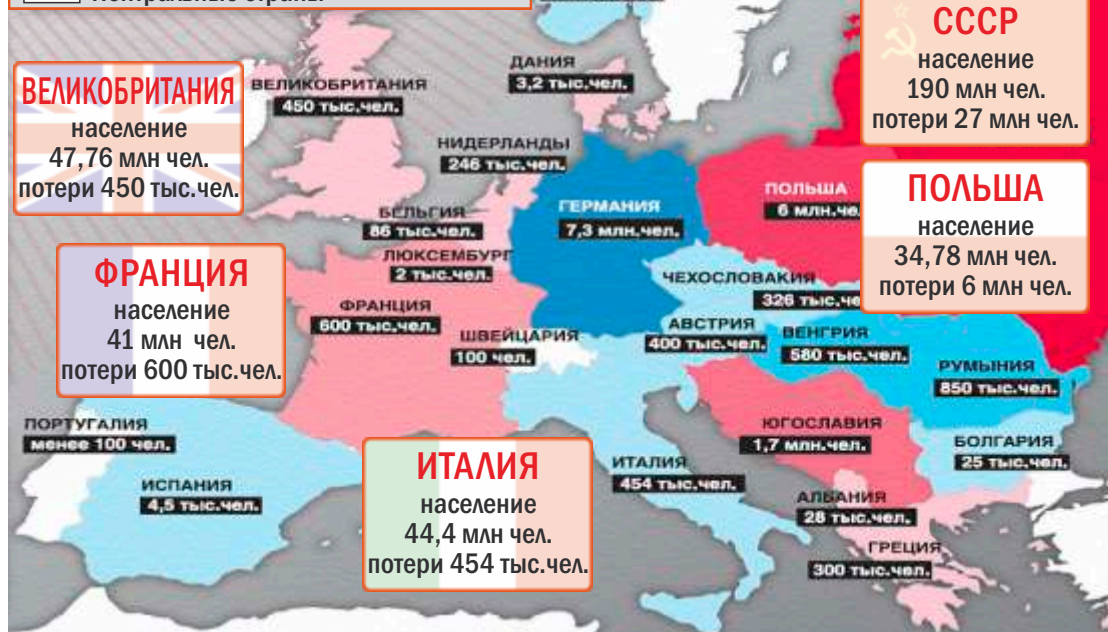 СССР
население
190 млн чел.
потери 27 млн чел.
ВЕЛИКОБРИТАНИЯ
население
47,76 млн чел.
потери 450 тыс.чел.
ВЕЛИКОБРИТАНИЯ
450 тыс.чел.
ДАНИЯ
3,2 тыс.чел.
НИДЕРЛАНДЫ
246 тыс.чел.
БЕЛЬГИЯ
86 тыс.чел.
ЛЮКСЕМБУРГ
2 тыс.чел.
ГЕРМАНИЯ
7,3 млн.чел.
ПОЛЬША
6 млн.че
ПОЛЬША
население
34,78 млн чел.
потери 6 млн чел.
ФРАНЦИЯ
население
41 млн чел.
потери 600 тыс.чел.
ФРАНЦИЯ
600 тыс.чел.
ШВЕЙЦАРИЯ
100 чел.
ЧЕХОСЛОВАКИЯ
326 тыс.че
АВСТРИЯ
400 тыс.чел.
ВЕНГРИЯ
580 тыс.чел.
РУМЫНИЯ
850 тыс.чел.
ПОРТУГАЛИЯ
менее 100 чел.
ИСПАНИЯ
4,5 тыс.чел.
ИТАЛИЯ
население
44,4 млн чел.
потери 454 тыс.чел.
ИТАЛИЯ
454 тыс.чел.
ЮГОСЛАВИЯ
1,7 млн.чел.
БОЛГАРИЯ
25 тыс.чел.
АЛБАНИЯ
28 тыс.чел.
ГРЕЦИЯ
300 тыс.чел.